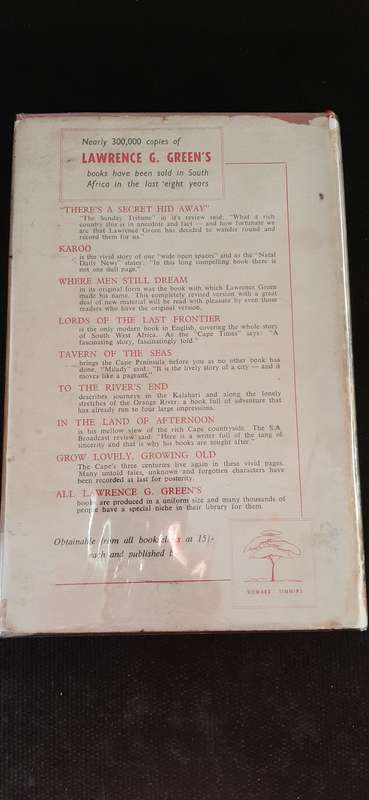 Nearly 300,000 copies of
LAWRENCE G. GREEN'S
books have been sold in South
Africa in the last eight years
"THERE'S A SECRET HID AWAY"
"The Sunday Tribune" in it's review said: "What a rich
country this is in anecdote and fact — and how fortunate we
are that Lawrence Green has decided to wander round and
record them for us."
KAROO
is the vivid story of our "wide open spaces" and as the "Natal
Daily News" states: "In this long compelling book there is
not one dull page."
WHERE MEN STILL DREAM
in its original form was the book with which Lawrence Green
made his name. This completely revised version with a great
deal of new material will be read with pleasure by even those
readers who have the original version.
LORDS OF THE LAST FRONTIER
is the only modern book in English, covering the whole story
of South West Africa. As the "Cape Times" says: "A
fascinating story, fascinatingly told."
TAVERN OF THE SEAS
brings the Cape Peninsula before you as no other book has
done. "Milady" said: "It is the lively story of a city — and it
moves like a pageant."
TO THE RIVER'S END
describes journeys in the Kalahari and along the lonely
stretches of the Orange River; a book full of adventure that
has already run to four large impressions.
IN THE LAND OF AFTERNOON
is his mellow view of the rich Cape countryside. The S.A.
Broadcast review said: "Here is a writer full of the tang of
sincerity and that is why his books are sought after."
GROW LOVELY, GROWING OLD
The Cape's three centuries live again in these vivid pages.
Many untold tales, unknown and forgotten characters have
been recorded at last for posterity.
ALL LAWRENCE G. GREEN'S
books are produced in a uniform size and many thousands of
people have a special niche in their library for them.
Obtainable from all booksellers at 15/-
each and published by
HOWARD TIMMINS